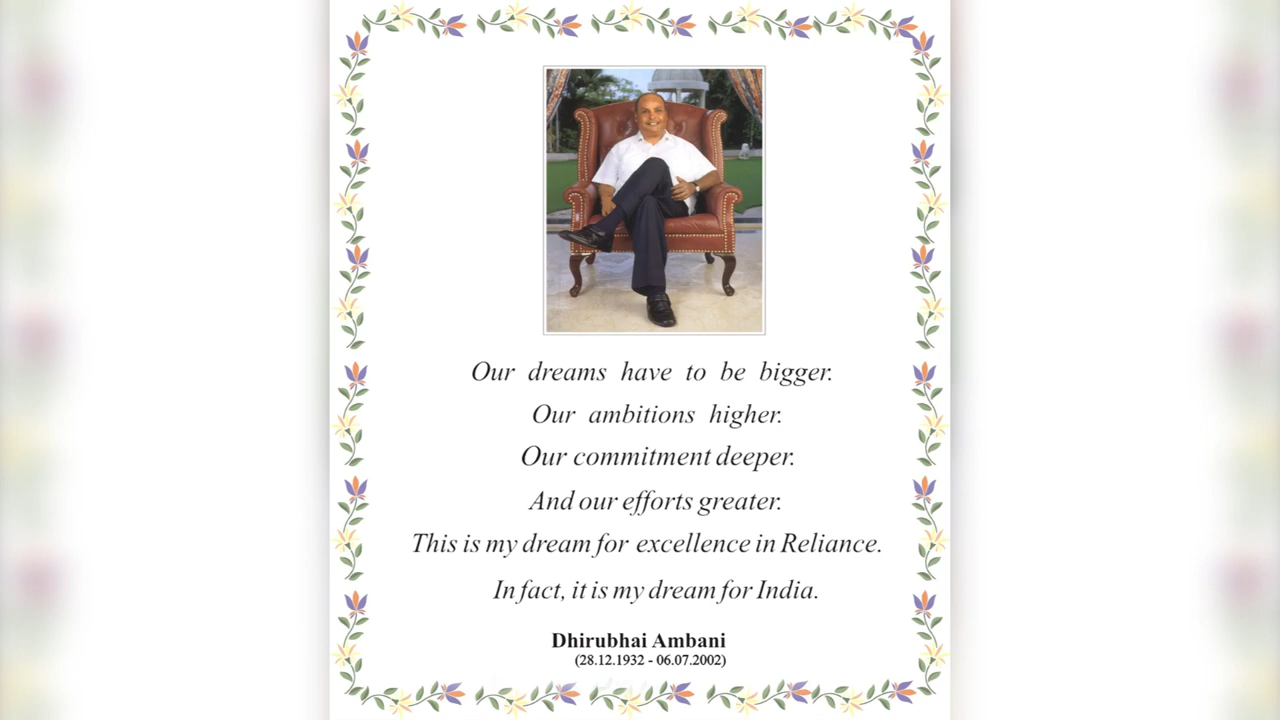 Our dreams have to be bigger.
Our ambitions higher.
Our commitment deeper.
And our efforts greater.
This is my dream for excellence in Reliance.
In fact, it is my dream for India.
Dhirubhai Ambani
(28.12.1932 - 06.07.2002)